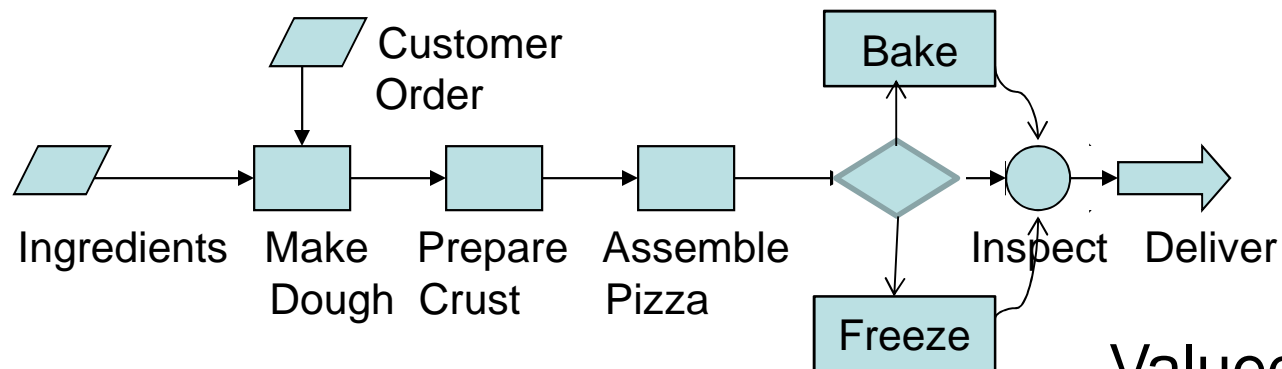 Customer
Order
Bake
Ingredients
Make
Dough
Prepare
Crust
Assemble
Pizza
Inspect
Deliver
Freeze